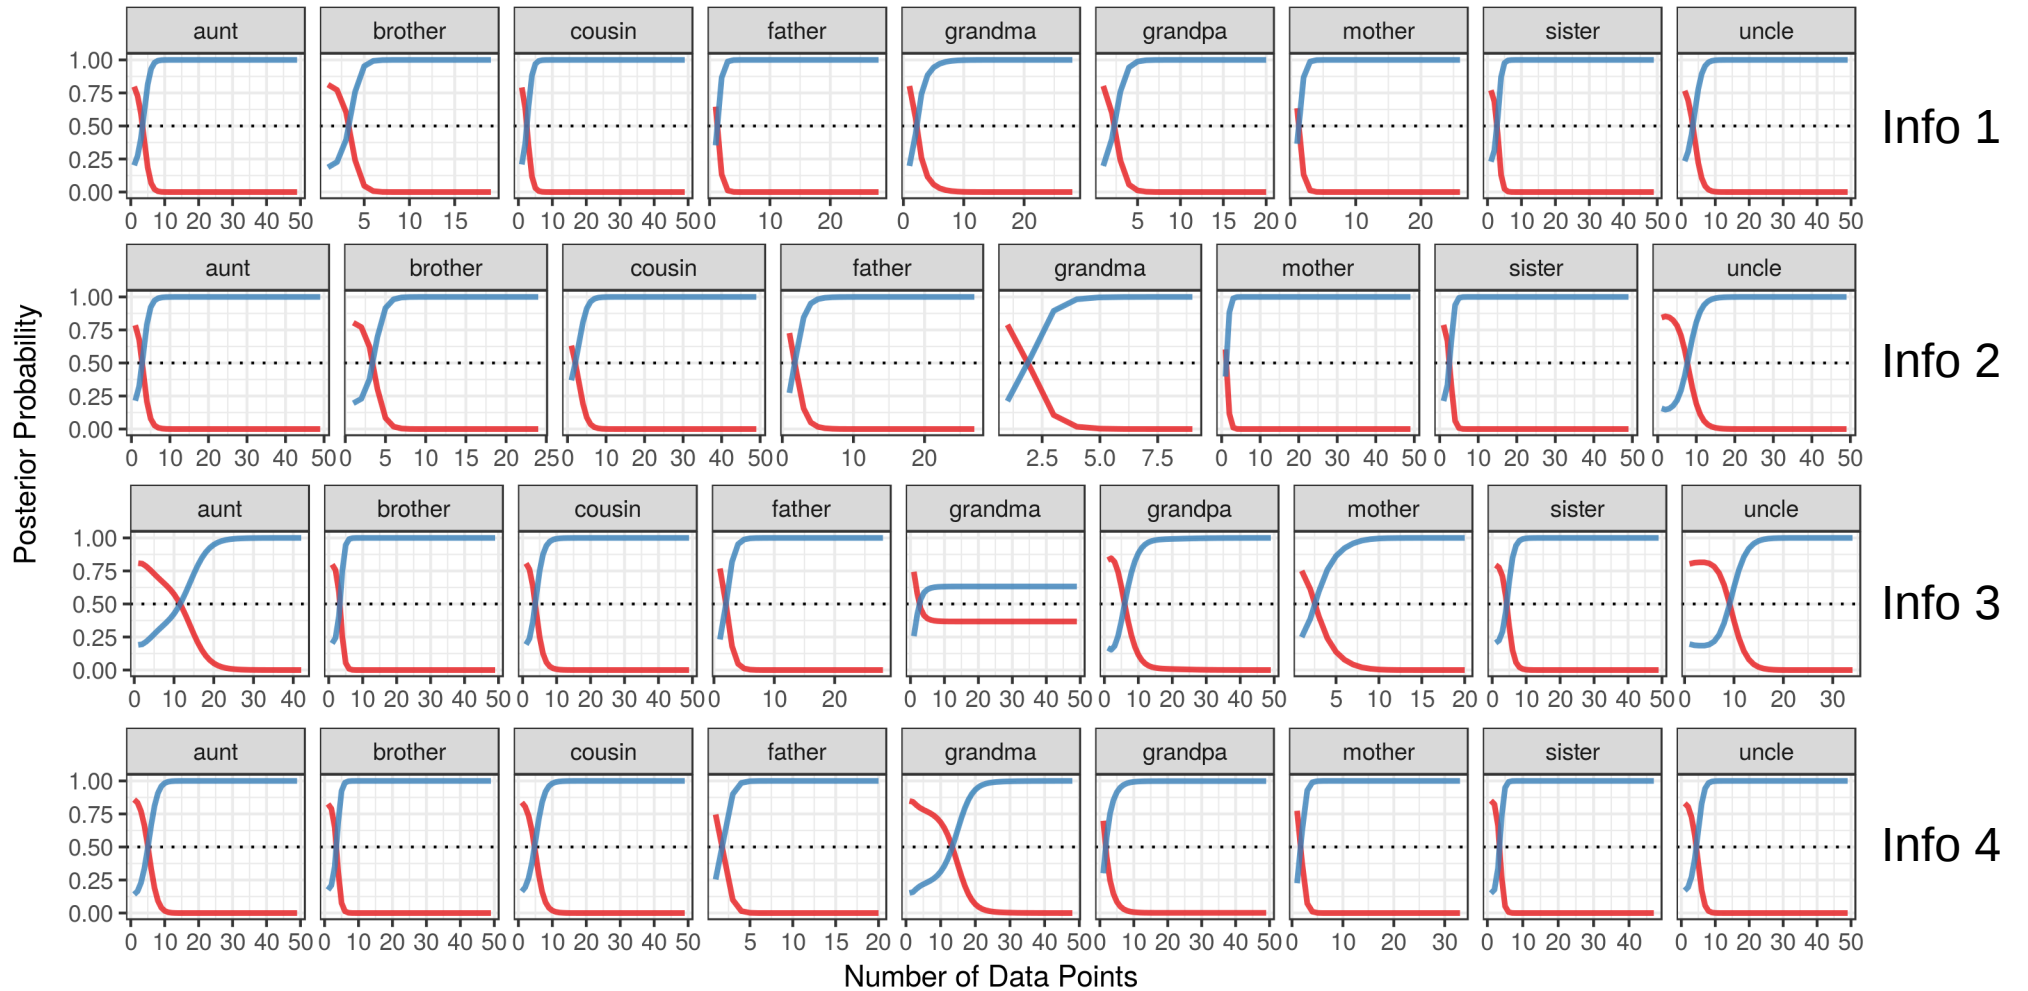 aunt brother cousin father grandma grandpa mother sister uncle
1.00
0.75
0.50
0.25
0.00
0 10 20 30 40 50 5 10 15 0 10 20 30 40 50 0 10 20 0 10 20 5 10 15 20 0 10 20 0 10 20 30 40 50 0 10 20 30 40 50
Info 1
aunt brother cousin father grandma mother sister uncle
1.00
0.75
0.50
0.25
0.00
0 10 20 30 40 50 0 5 10 15 20 25 0 10 20 30 40 50 0 10 20 2.5 5.0 7.5 0 10 20 30 40 50 0 10 20 30 40 50 0 10 20 30 40 50
Info 2
Posterior Probability
aunt brother cousin father grandma grandpa mother sister uncle
1.00
0.75
0.50
0.25
0.00
0 10 20 30 40 0 10 20 30 40 50 0 10 20 30 40 50 0 10 20 0 10 20 30 40 50 0 10 20 30 40 50 5 10 15 20 0 10 20 30 40 50 0 10 20 30
Info 3
aunt brother cousin father grandma grandpa mother sister uncle
1.00
0.75
0.50
0.25
0.00
0 10 20 30 40 50 0 10 20 30 40 50 0 10 20 30 40 50 5 10 15 20 0 10 20 30 40 50 0 10 20 30 40 50 0 10 20 30 0 10 20 30 40 0 10 20 30 40 50
Info 4
Number of Data Points